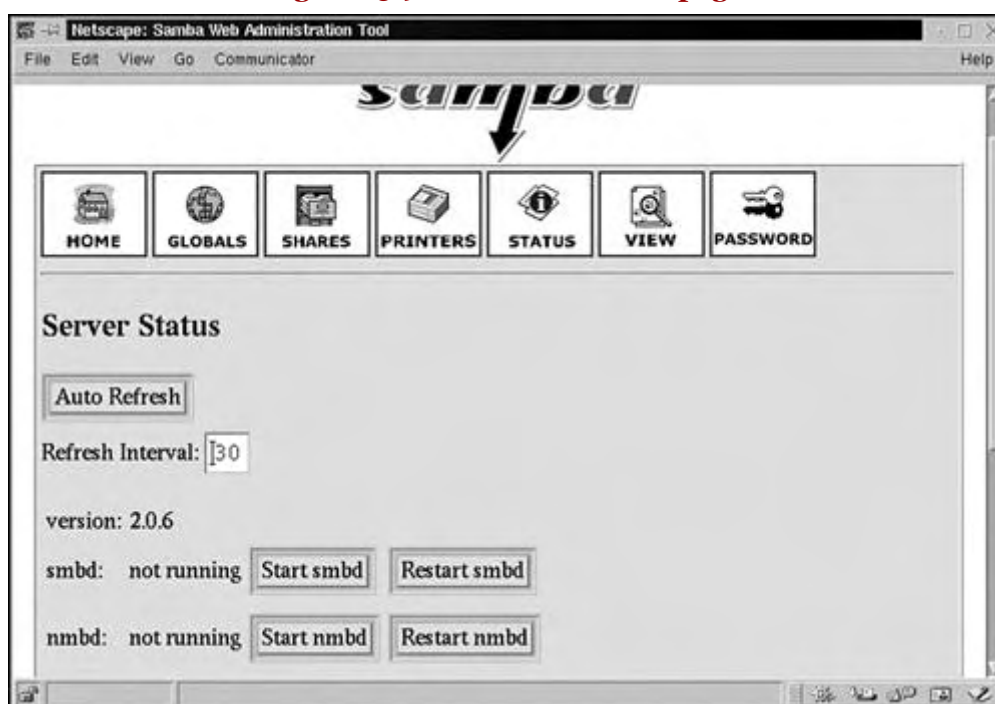 Netscape: Samba Web Administration Tool
File Edit View Go Communicator Help
samba
HOME GLOBALS SHARES PRINTERS STATUS VIEW PASSWORD
Server Status
Auto Refresh
Refresh Interval: 30
version: 2.0.6
smbd: not running Start smbd Restart smbd
nmbd: not running Start nmbd Restart nmbd